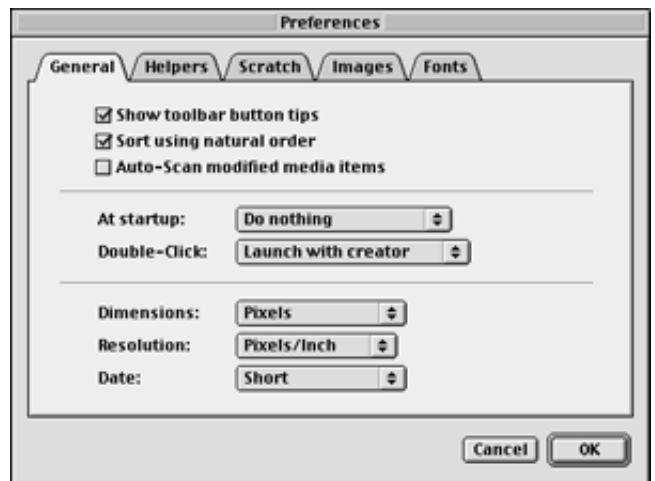 Preferences
General Helpers Scratch Images Fonts
Show toolbar button tips
Sort using natural order
Auto-Scan modified media items
At startup: Do nothing
Double-Click: Launch with creator
Dimensions: Pixels
Resolution: Pixels/Inch
Date: Short
Cancel OK